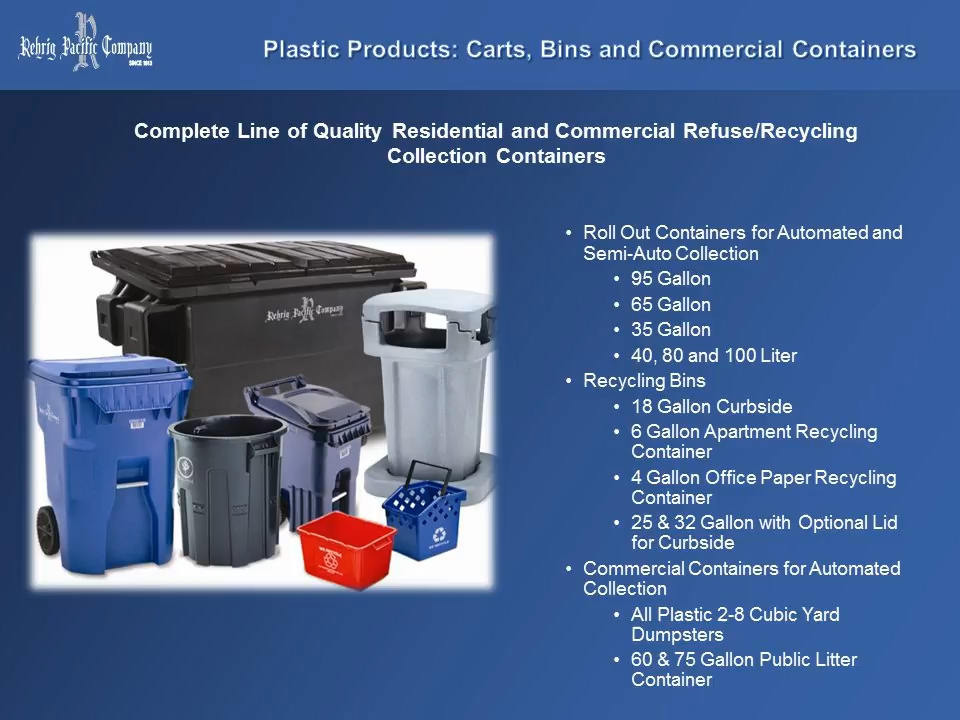 Rehrig Pacific Company
SINCE 1913
Plastic Products: Carts, Bins and Commercial Containers
Complete Line of Quality Residential and Commercial Refuse/Recycling
Collection Containers
Rehrig Pacific Company
• Roll Out Containers for Automated and
Semi-Auto Collection
• 95 Gallon
• 65 Gallon
• 35 Gallon
• 40, 80 and 100 Liter
• Recycling Bins
• 18 Gallon Curbside
• 6 Gallon Apartment Recycling
Container
• 4 Gallon Office Paper Recycling
Container
• 25 & 32 Gallon with Optional Lid
for Curbside
• Commercial Containers for Automated
Collection
• All Plastic 2-8 Cubic Yard
Dumpsters
• 60 & 75 Gallon Public Litter
Container
WE RECYCLE
WE RECYCLE